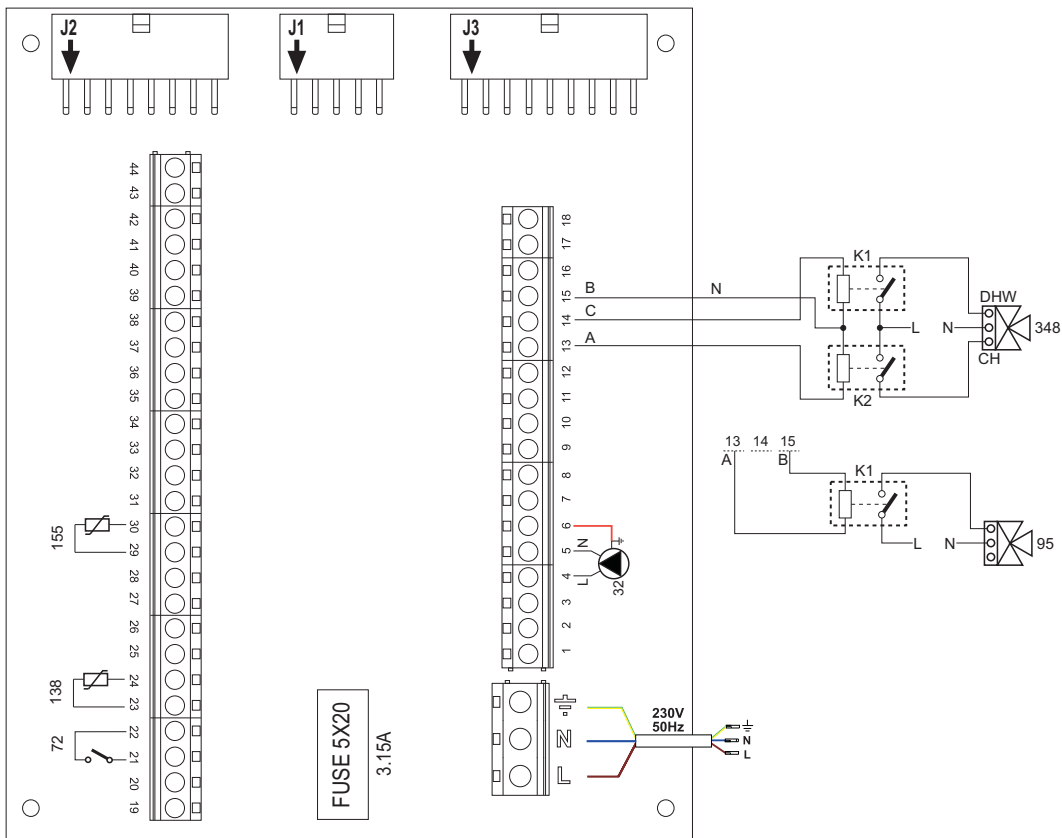 J2
J1
J3
44
43
42
41
40
39
38
37
36
35
34
33
32
31
30
29
28
27
26
25
24
23
22
21
20
19
155
138
72
FUSE 5X20
3.15A
18
17
16
15
14
13
12
11
10
9
8
7
6
5
4
3
2
1
B
C
A
N
N
L
32
N
L
230V
50Hz
N
L
K1
L
K2
DHW
N
348
CH
13 14 15
A B
K1
L
N
95